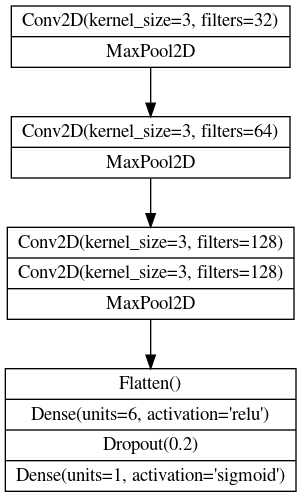 Conv2D(kernel_size=3, filters=32)
MaxPool2D
Conv2D(kernel_size=3, filters=64)
MaxPool2D
Conv2D(kernel_size=3, filters=128)
Conv2D(kernel_size=3, filters=128)
MaxPool2D
Flatten()
Dense(units=6, activation='relu')
Dropout(0.2)
Dense(units=1, activation='sigmoid')